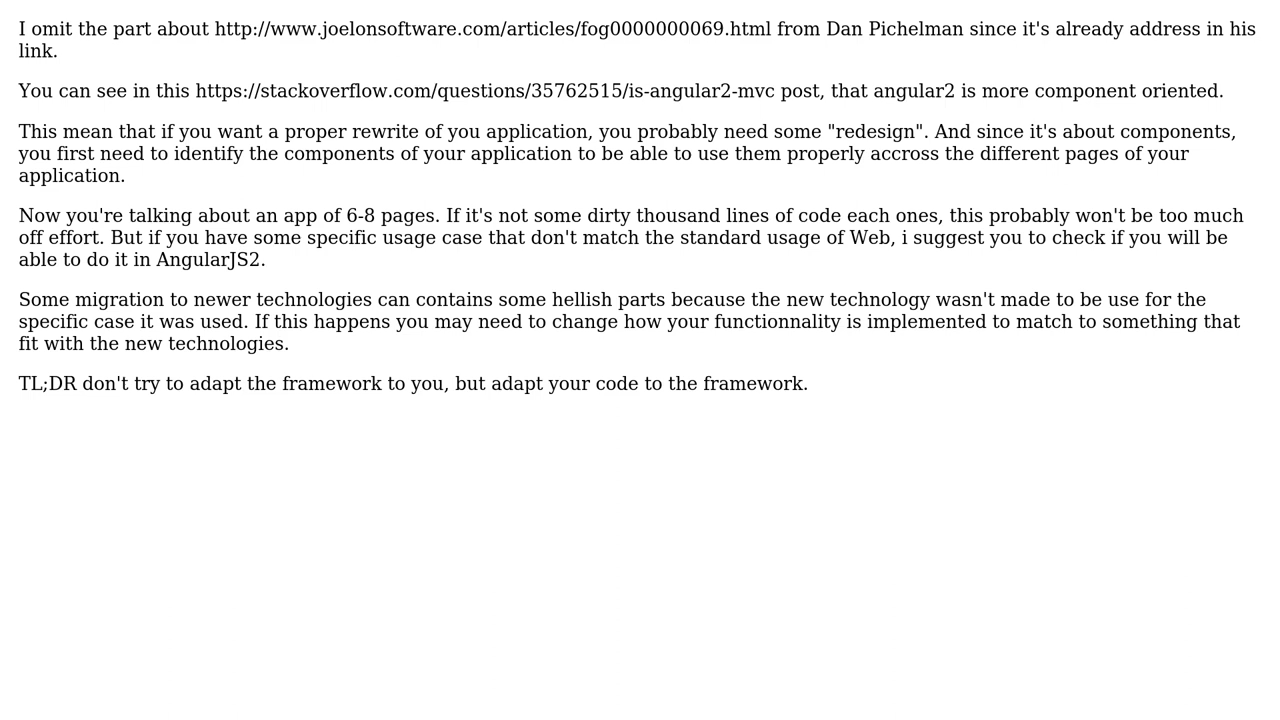 I omit the part about http://www.joelonsoftware.com/articles/fog0000000069.html from Dan Pichelman since it's already address in his
link.
You can see in this https://stackoverflow.com/questions/35762515/is-angular2-mvc post, that angular2 is more component oriented.
This mean that if you want a proper rewrite of you application, you probably need some "redesign". And since it's about components,
you first need to identify the components of your application to be able to use them properly accross the different pages of your
application.
Now you're talking about an app of 6-8 pages. If it's not some dirty thousand lines of code each ones, this probably won't be too much
off effort. But if you have some specific usage case that don't match the standard usage of Web, i suggest you to check if you will be
able to do it in AngularJS2.
Some migration to newer technologies can contains some hellish parts because the new technology wasn't made to be use for the
specific case it was used. If this happens you may need to change how your functionnality is implemented to match to something that
fit with the new technologies.
TL;DR don't try to adapt the framework to you, but adapt your code to the framework.